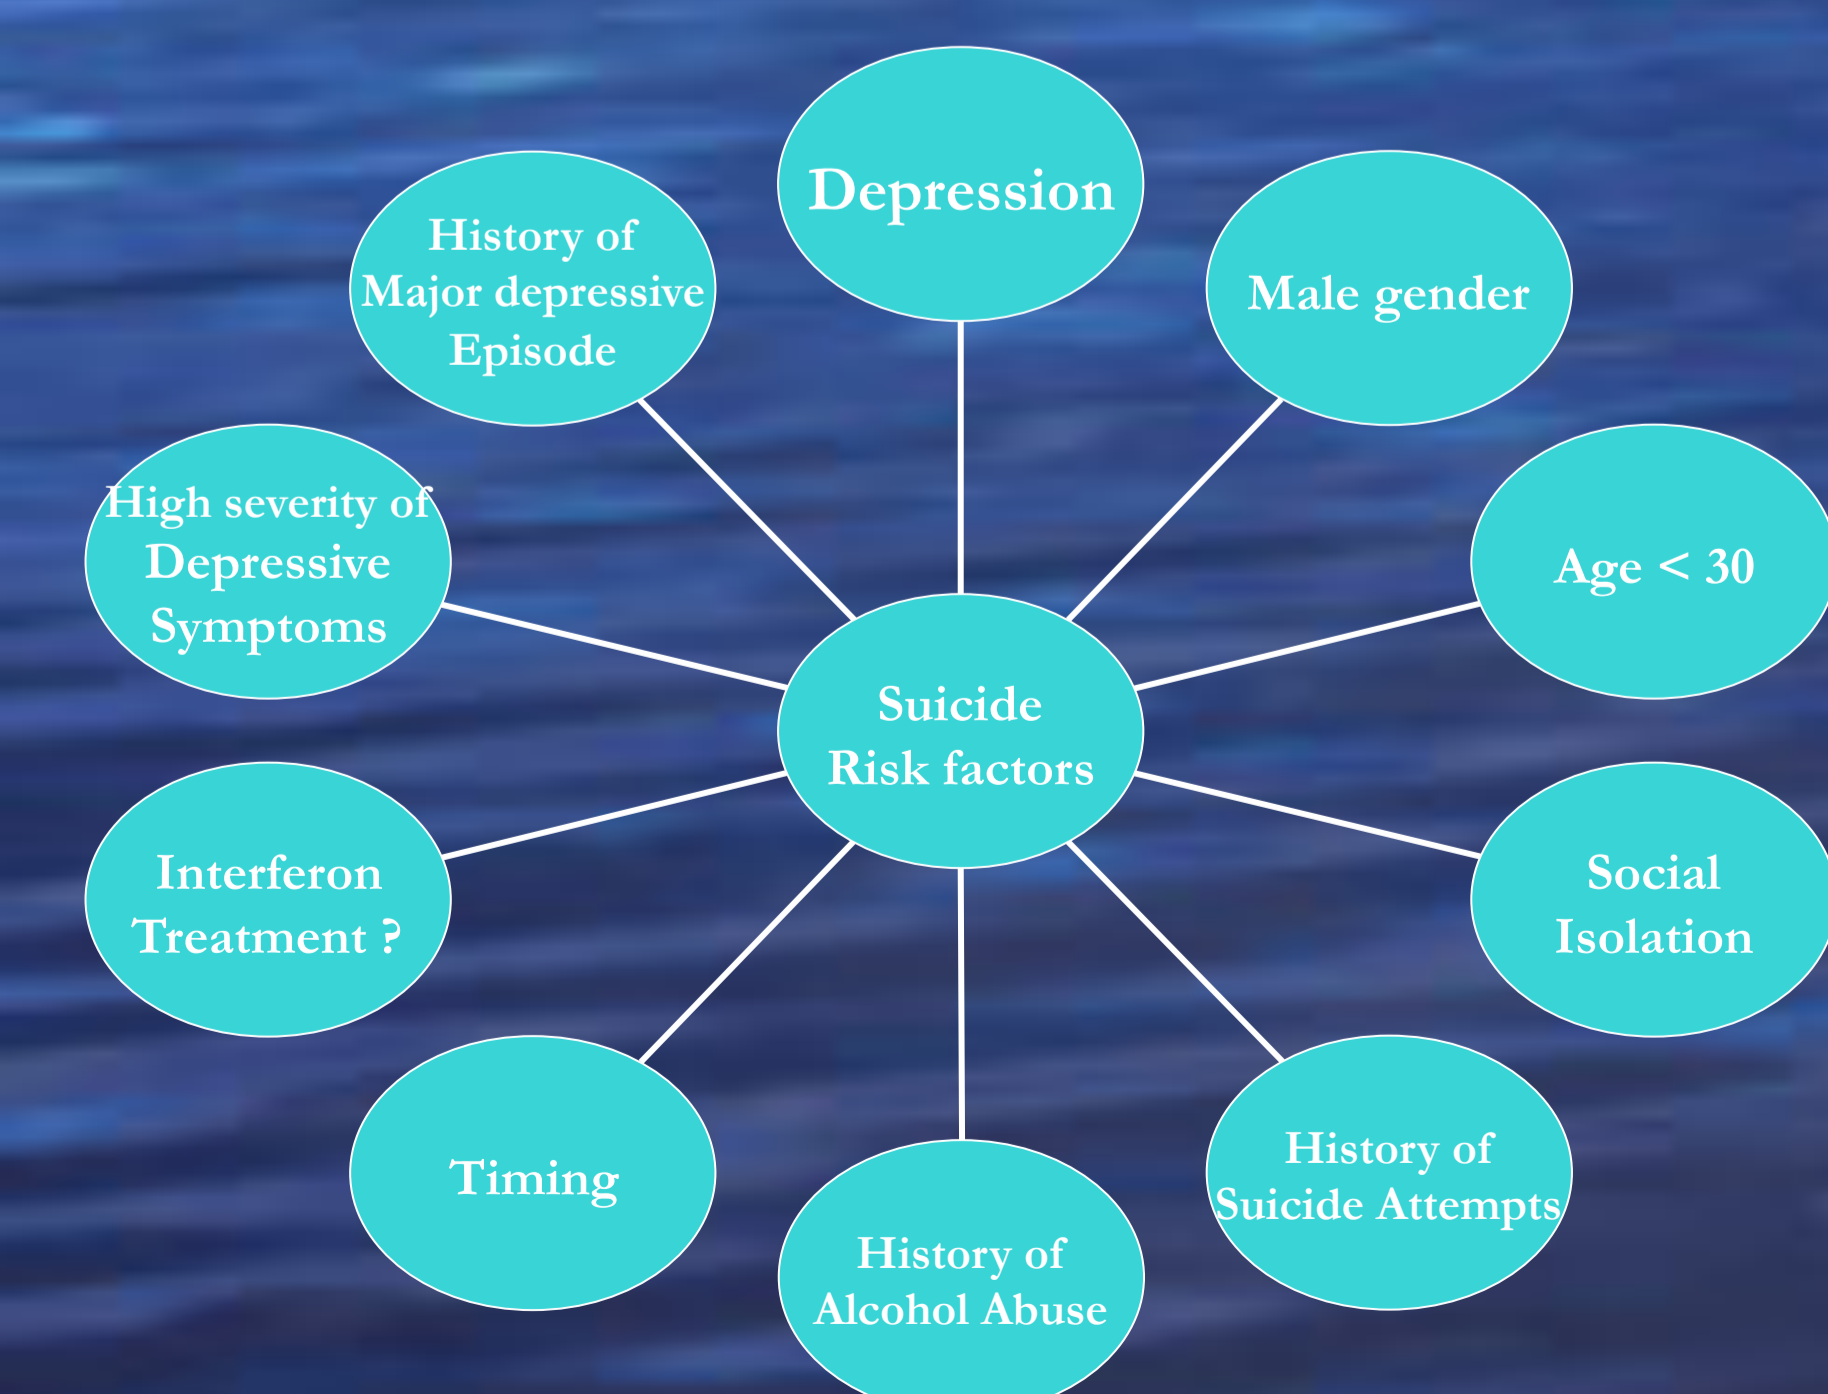 Depression
History of
Major depressive
Episode
Male gender
High severity of
Depressive
Symptoms
Age < 30
Suicide
Risk factors
Interferon
Treatment ?
Social
Isolation
Timing
History of
Suicide Attempts
History of
Alcohol Abuse